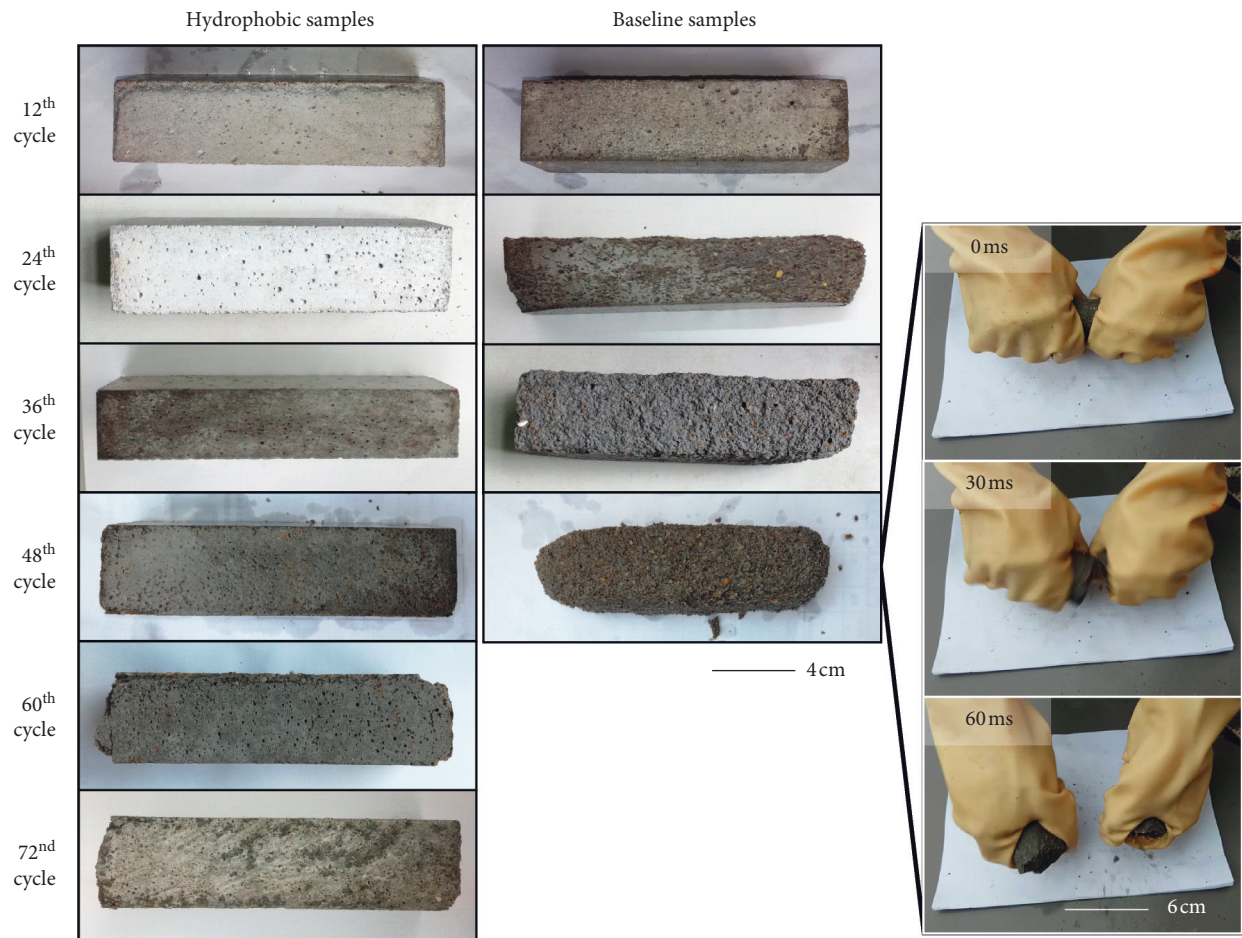 Hydrophobic samples
Baseline samples
12th
cycle
24th
cycle
36th
cycle
48th
cycle
60th
cycle
72nd
cycle
4 cm
0 ms
30 ms
60 ms
6 cm